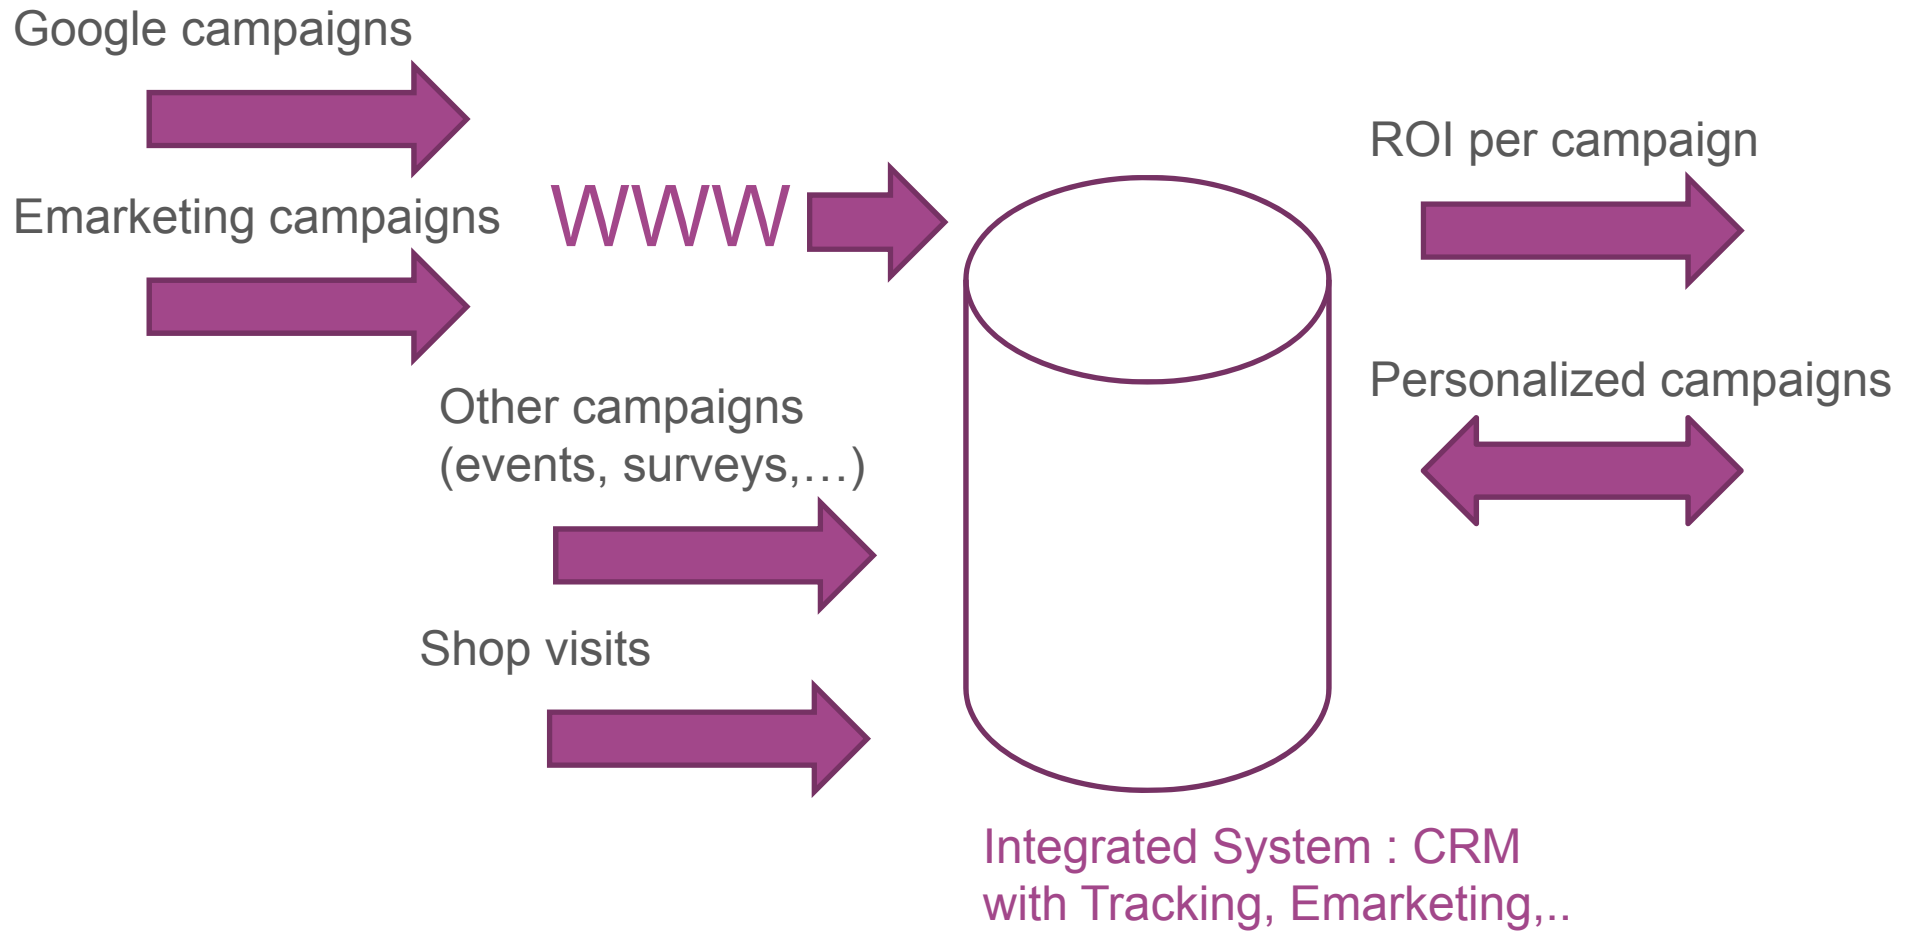 Google campaigns
Emarketing campaigns
WWW
Other campaigns
(events, surveys,…)
Shop visits
ROI per campaign
Personalized campaigns
Integrated System : CRM
with Tracking, Emarketing,..